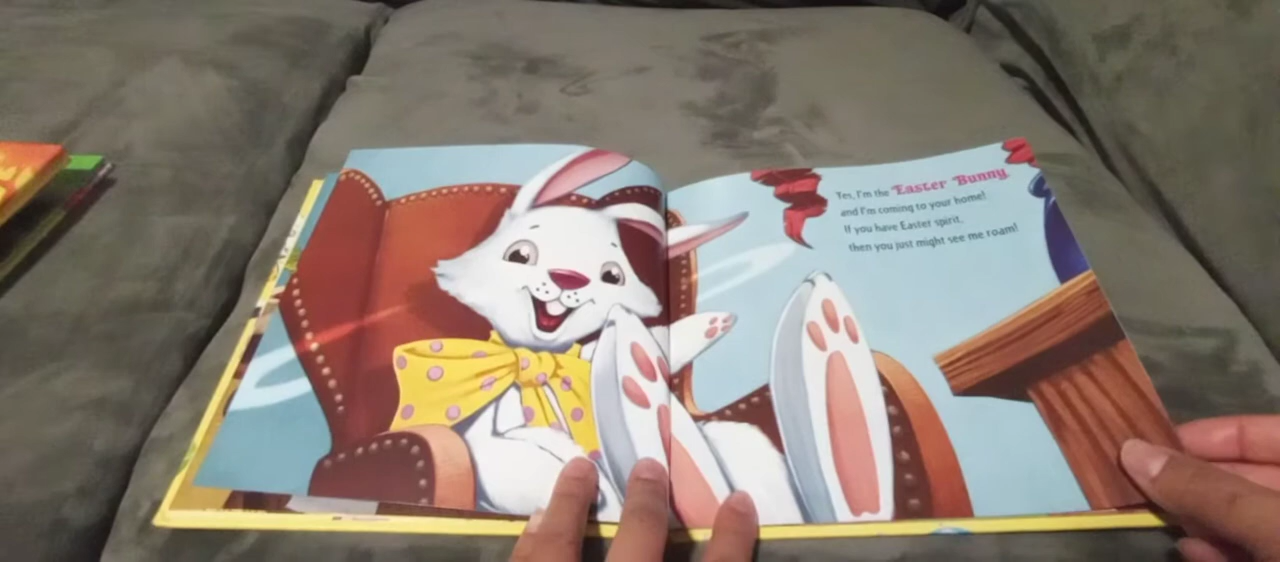 Yes, I'm the Easter Bunny,
and I'm coming to your home!
If you have Easter spirit,
then you just might see me roam!